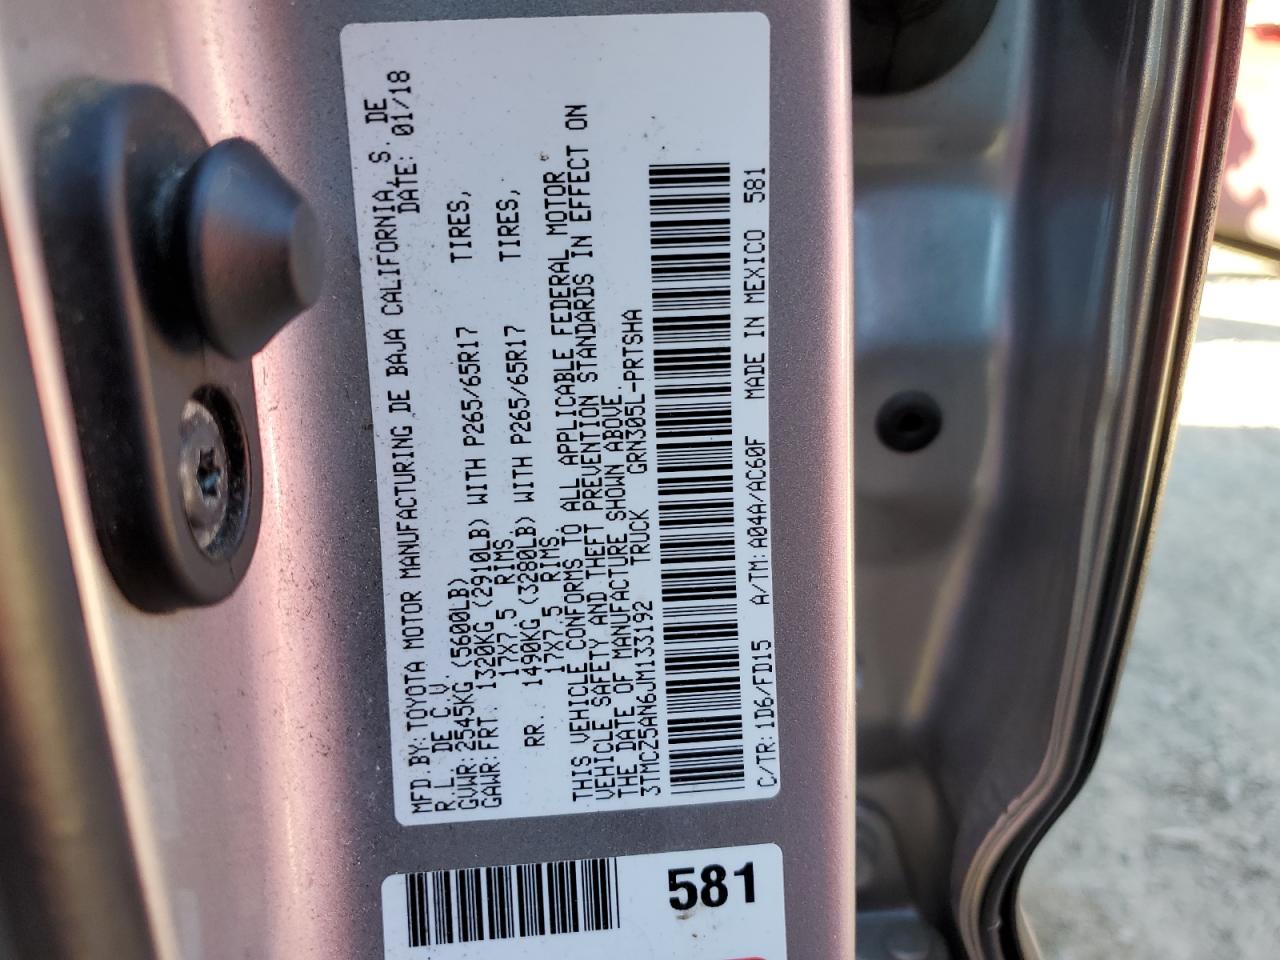 MFD.BY: TOYOTA MOTOR MANUFACTURING DE BAJA CALIFORNIA, S. DE
R.L. DE C.V. DATE: 01/18
GVWR: 2545KG (5600LB)
GAWR: FRT. 1320KG (2910LB) WITH P265/65R17 TIRES,
17X7.5 RIMS.
RR. 1490KG (3280LB) WITH P265/65R17 TIRES,
17X7.5 RIMS.
THIS VEHICLE CONFORMS TO ALL APPLICABLE FEDERAL MOTOR
VEHICLE SAFETY AND THEFT PREVENTION STANDARDS IN EFFECT ON
THE DATE OF MANUFACTURE SHOWN ABOVE.
3TMCZ5AN6JM133192 TRUCK GRN305L-PRTSHA
C/TR: 1D6/FD15 A/TM: A04A/AC60F MADE IN MEXICO 581
581